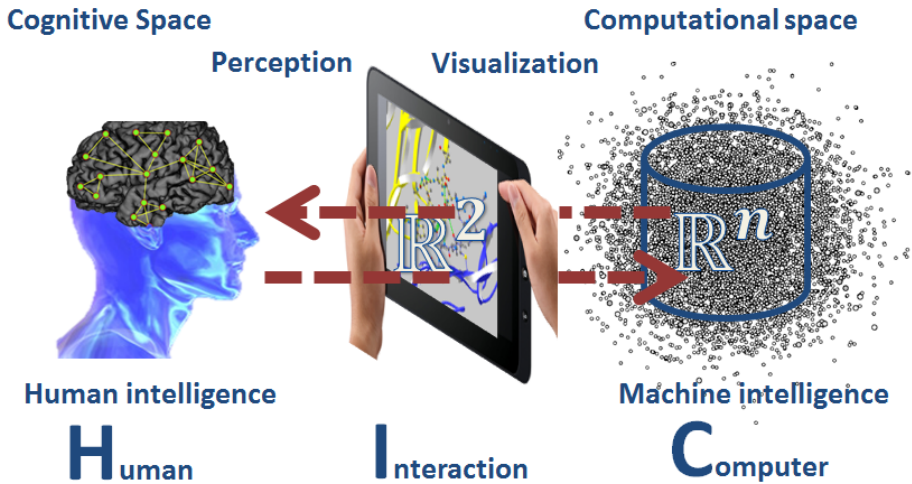 Cognitive Space
Computational space
Perception
Visualization
ℝ²
ℝⁿ
Human intelligence
Machine intelligence
Human
Interaction
Computer